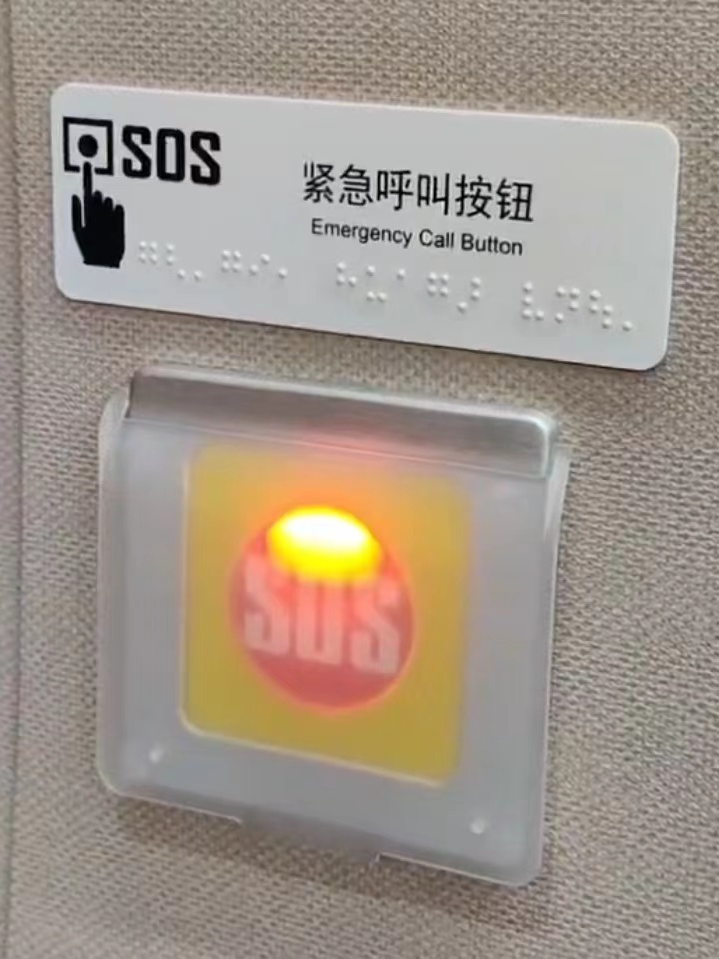 SOS
紧急呼叫按钮
Emergency Call Button
SOS